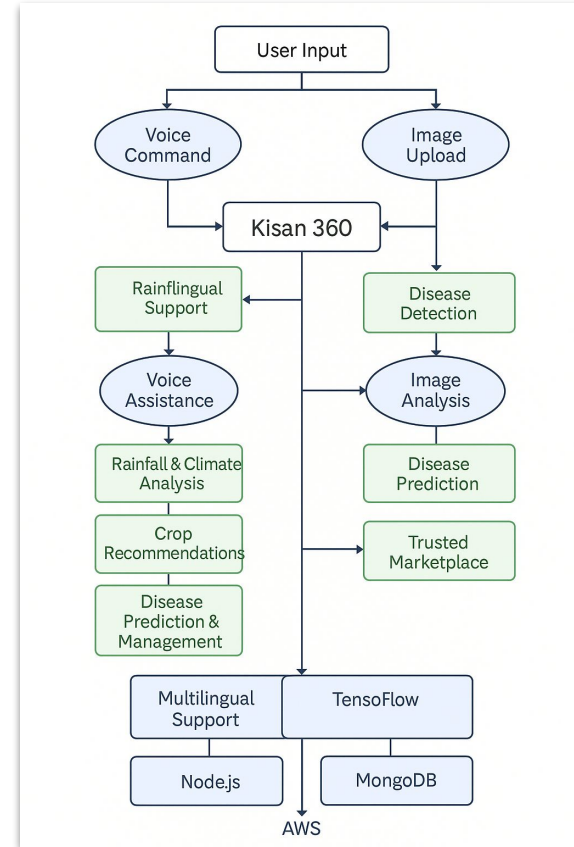 User Input
Voice
Command
Image
Upload
Kisan 360
Rainflingual
Support
Disease
Detection
Voice
Assistance
Image
Analysis
Rainfall & Climate
Analysis
Disease
Prediction
Crop
Recommendations
Trusted
Marketplace
Disease
Prediction &
Management
Multilingual
Support
TensoFlow
Node.js
MongoDB
AWS